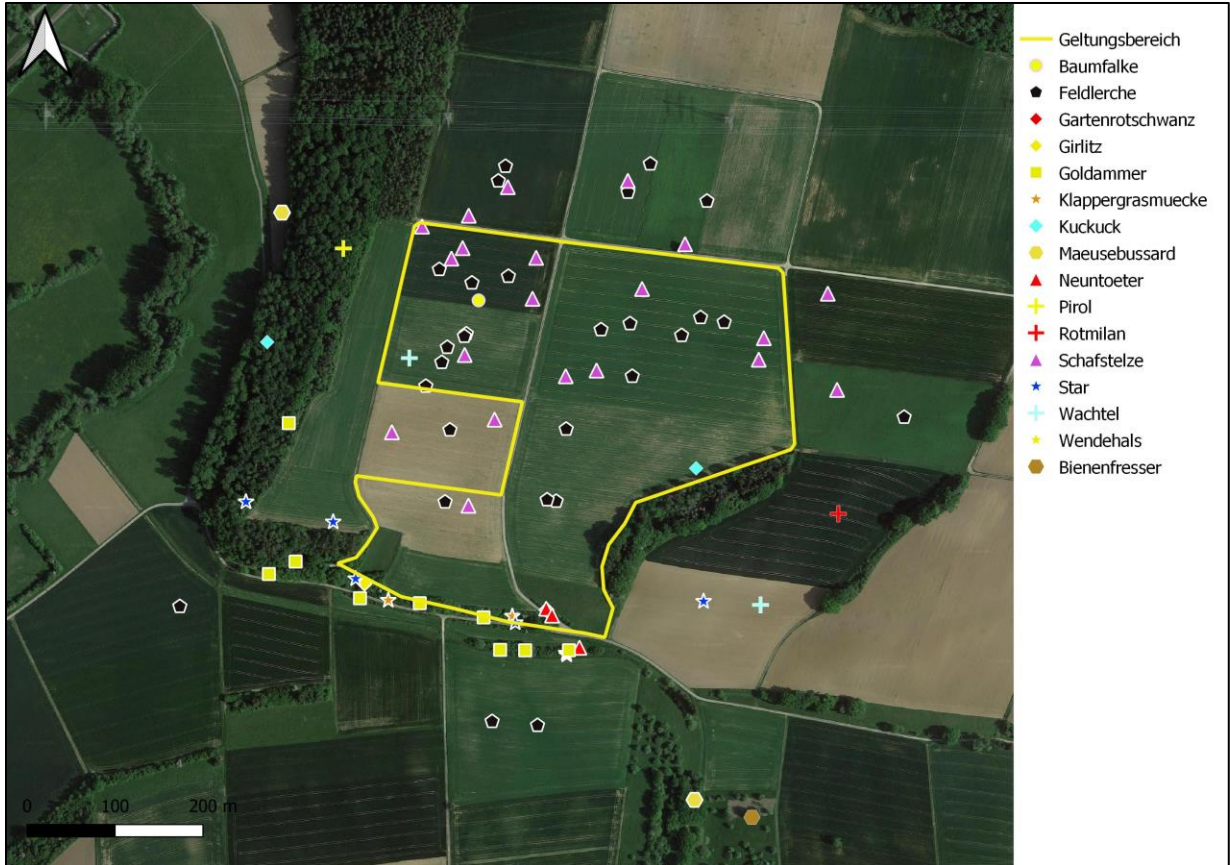 Geltungsbereich
Baumfalke
Feldlerche
Gartenrotschwanz
Girlitz
Goldammer
Klappergrasmuecke
Kuckuck
Maeusebussard
Neuntoeter
Pirol
Rotmilan
Schafstelze
Star
Wachtel
Wendehals
Bienenfresser
0 100 200 m